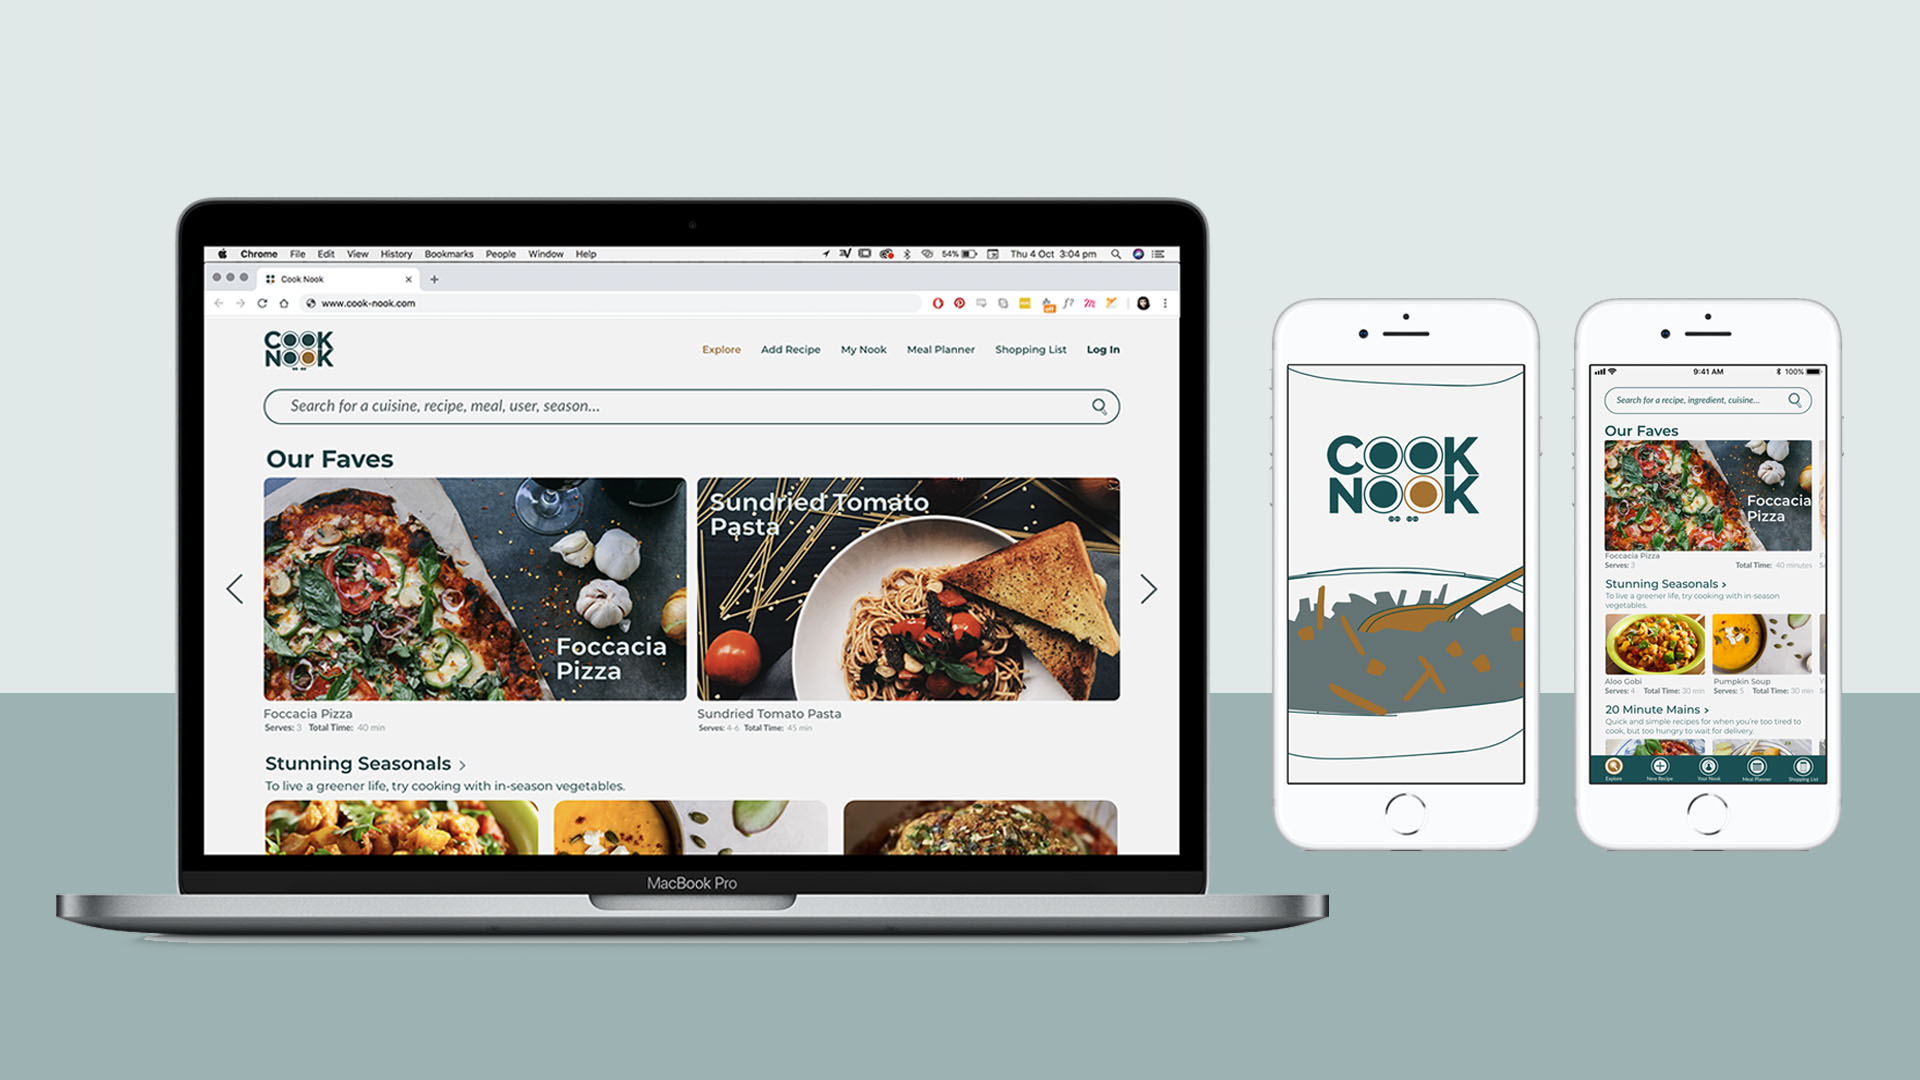 Chrome File Edit View History Bookmarks People Window Help
54% Thu 4 Oct 3:04 pm
Cook Nook
www.cook-nook.com
off
f?
COOK
NOOK
Explore Add Recipe My Nook Meal Planner Shopping List Log In
Search for a cuisine, recipe, meal, user, season...
Our Faves
Foccacia
Pizza
Sundried Tomato
Pasta
Foccacia Pizza
Serves: 3 Total Time: 40 min
Sundried Tomato Pasta
Serves: 4-6 Total Time: 45 min
Stunning Seasonals >
To live a greener life, try cooking with in-season vegetables.
MacBook Pro
COOK
NOOK
9:41 AM 100%
Search for a recipe, ingredient, cuisine...
Our Faves
Foccacia
Pizza
Foccacia Pizza
Serves: 3 Total Time: 40 minutes
Stunning Seasonals >
To live a greener life, try cooking with in-season
vegetables.
Aloo Gobi
Serves: 4 Total Time: 30 min
Pumpkin Soup
Serves: 5 Total Time: 30 min
20 Minute Mains >
Quick and simple recipes for when you're too tired to
cook, but too hungry to wait for delivery.
Explore New Recipe Your Nook Meal Planner Shopping List